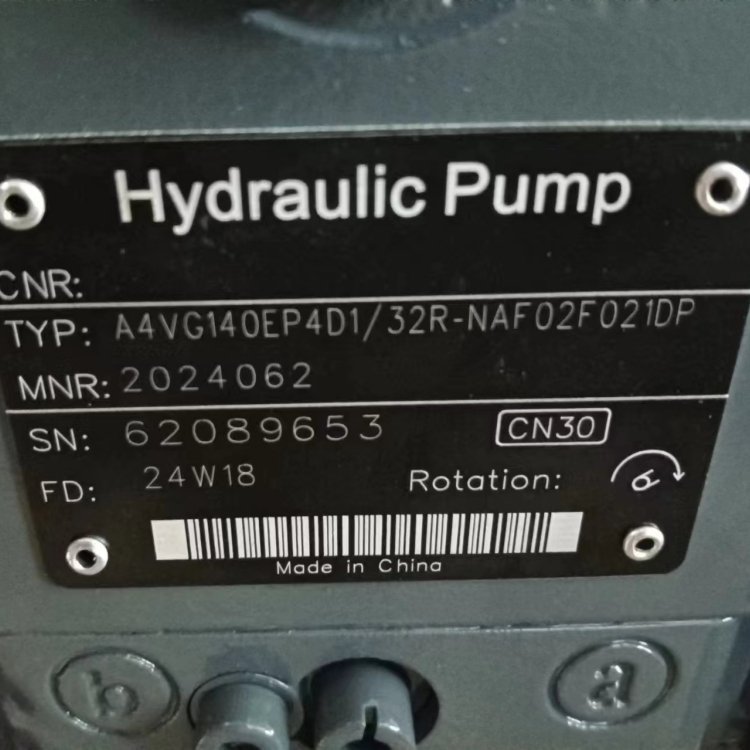 Hydraulic Pump
CNR:
TYP: A4VG140EP4D1/32R-NAF02F021DP
MNR: 2024062
SN: 62089653 CN30
FD: 24W18 Rotation:
Made in China
b a